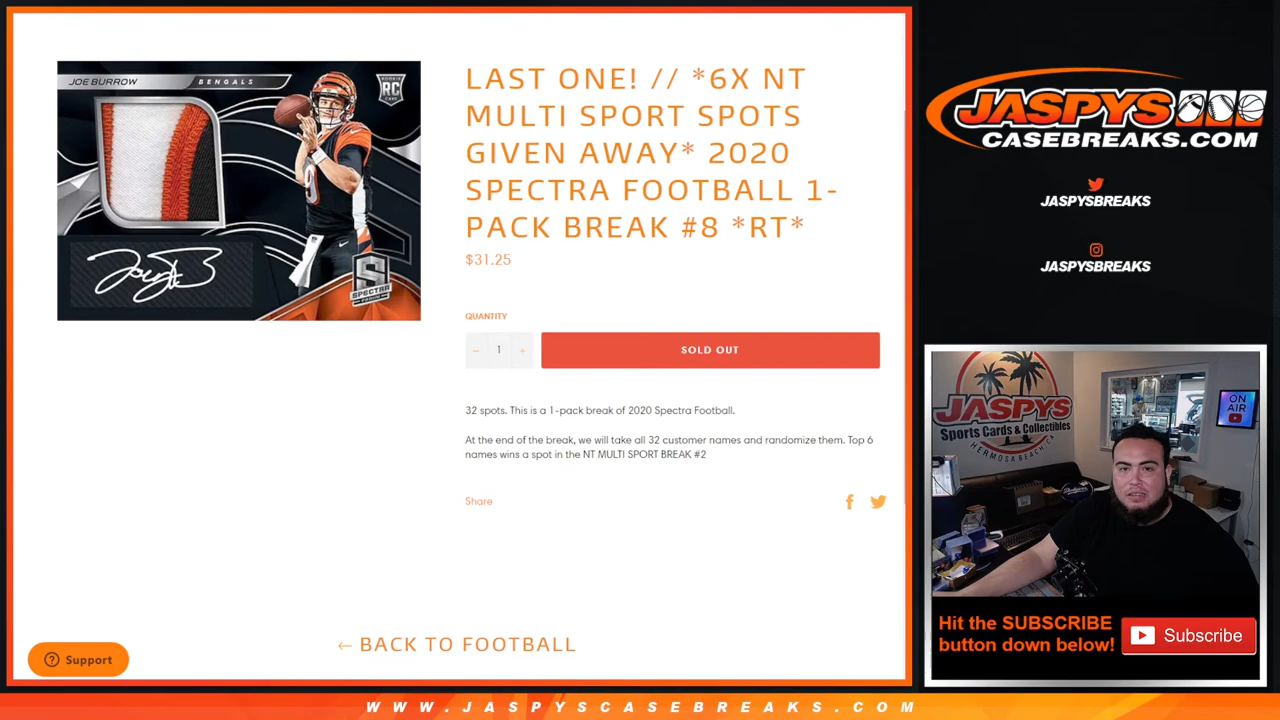 JOE BURROW
BENGALS
ROOKIE
RC
CARD
9
SPECTRA
LAST ONE! // *6X NT
MULTI SPORT SPOTS
GIVEN AWAY* 2020
SPECTRA FOOTBALL 1-
PACK BREAK #8 *RT*
$31.25
QUANTITY
− 1 +
SOLD OUT
32 spots. This is a 1-pack break of 2020 Spectra Football.
At the end of the break, we will take all 32 customer names and randomize them. Top 6
names wins a spot in the NT MULTI SPORT BREAK #2
Share
← BACK TO FOOTBALL
Support
JASPYS
CASEBREAKS.COM
JASPYSBREAKS
JASPYSBREAKS
JASPYS
Sports Cards & Collectibles
HERMOSA BEACH, CA
ON
AIR
Hit the SUBSCRIBE
button down below!
Subscribe
WWW.JASPYSCASEBREAKS.COM